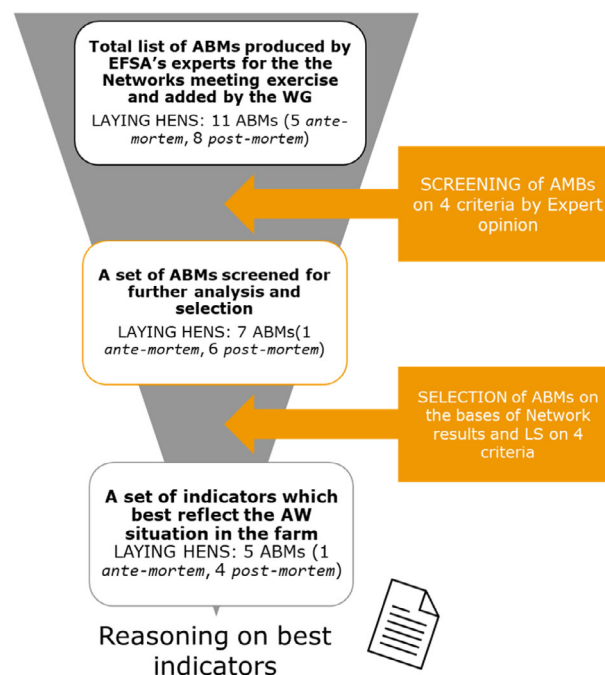 Total list of ABMs produced by
EFSA's experts for the the
Networks meeting exercise
and added by the WG
LAYING HENS: 11 ABMs (5 ante-
mortem, 8 post-mortem)
SCREENING of AMBs
on 4 criteria by Expert
opinion
A set of ABMs screened for
further analysis and
selection
LAYING HENS: 7 ABMs(1
ante-mortem, 6 post-mortem)
SELECTION of ABMs on
the bases of Network
results and LS on 4
criteria
A set of indicators which
best reflect the AW
situation in the farm
LAYING HENS: 5 ABMs (1
ante-mortem, 4 post-mortem)
Reasoning on best
indicators